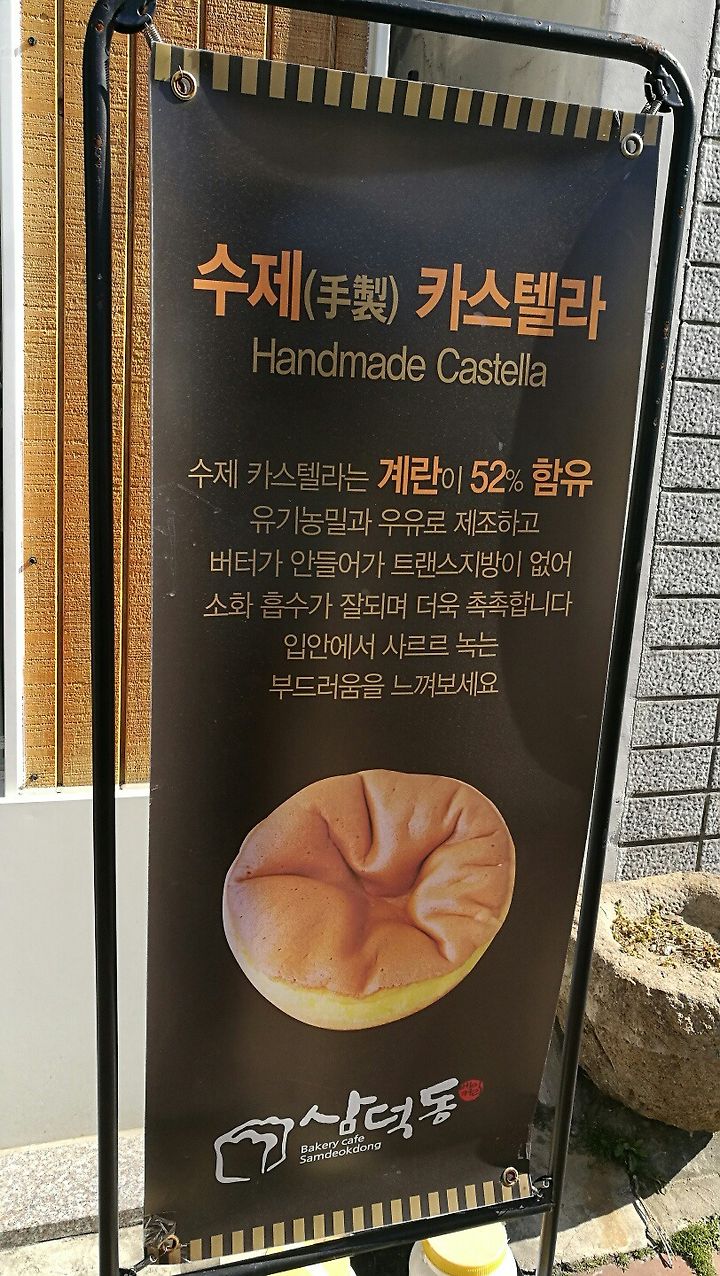 수제(手製) 카스텔라
Handmade Castella
수제 카스텔라는 계란이 52% 함유
유기농밀과 우유로 제조하고
버터가 안들어가 트랜스지방이 없어
소화 흡수가 잘되며 더욱 촉촉합니다
입안에서 사르르 녹는
부드러움을 느껴보세요
삼덕동
Bakery cafe
Samdeokdong